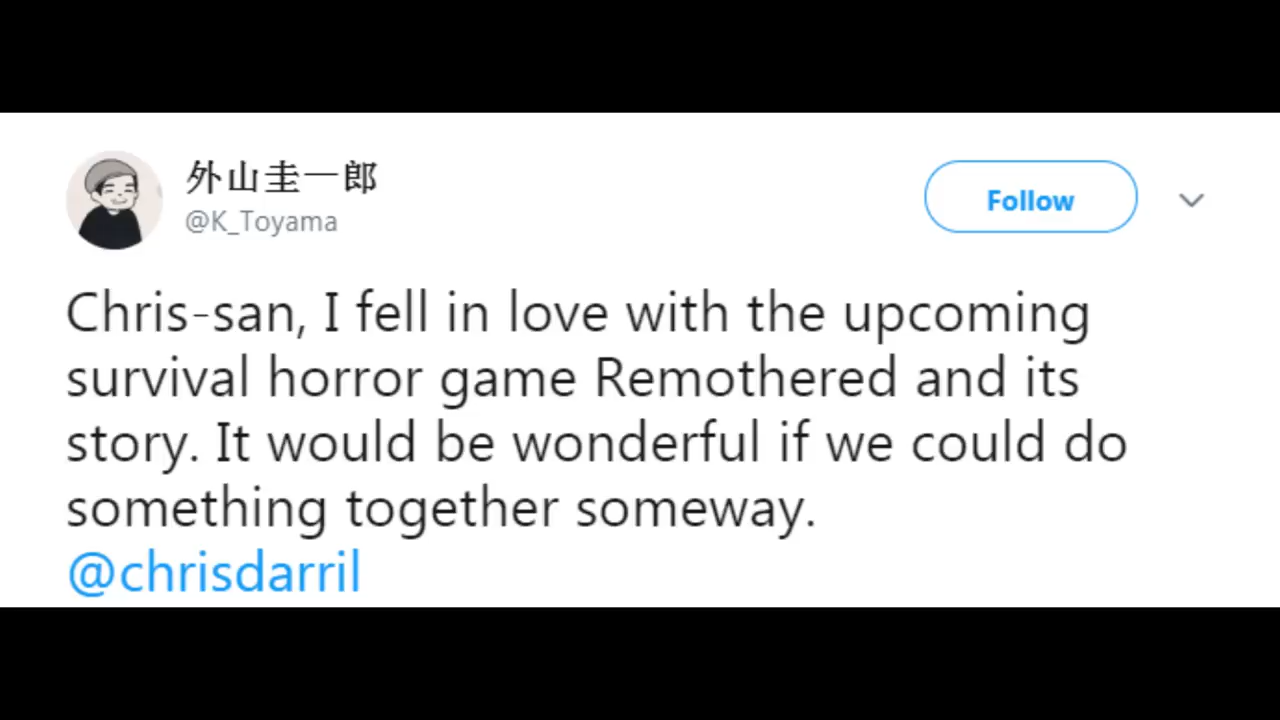 外山圭一郎
@K_Toyama
Follow
Chris-san, I fell in love with the upcoming
survival horror game Remothered and its
story. It would be wonderful if we could do
something together someway.
@chrisdarril